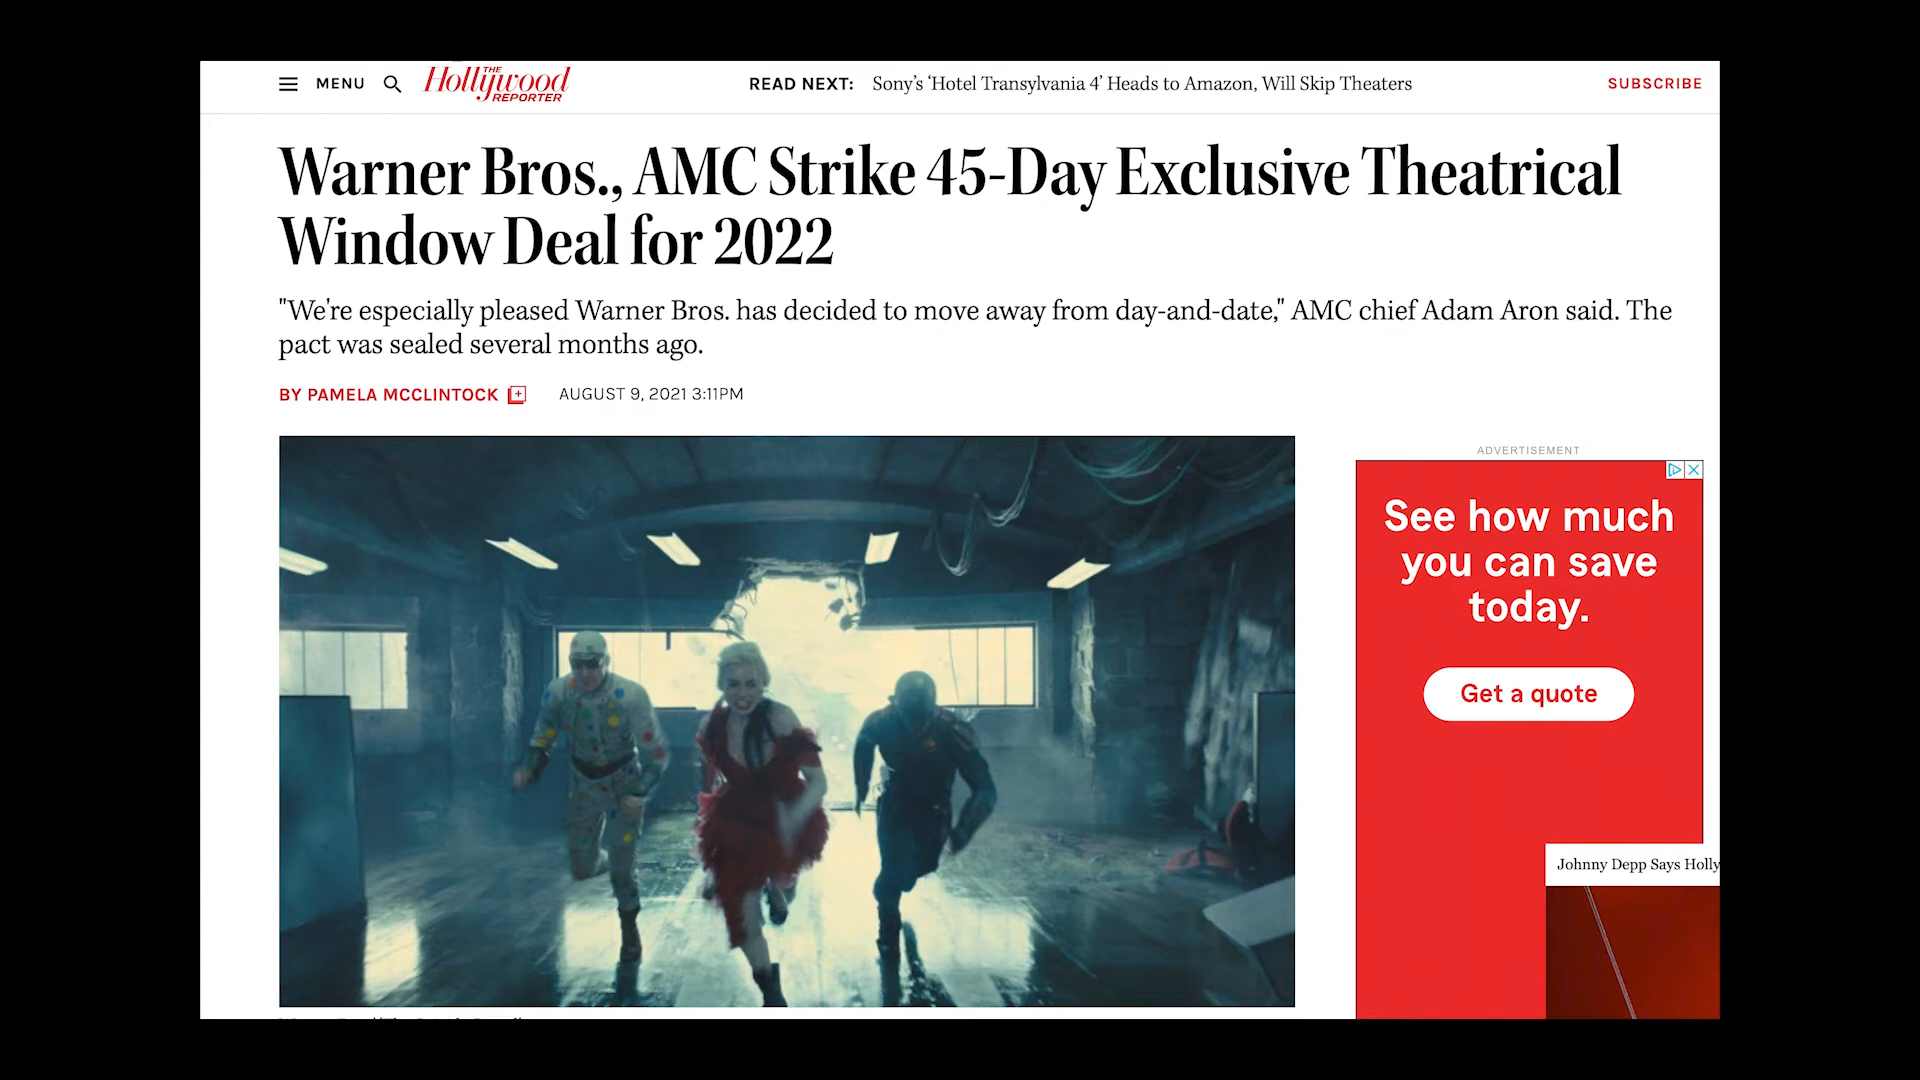 MENU
THE
Hollywood
REPORTER
READ NEXT: Sony's ‘Hotel Transylvania 4’ Heads to Amazon, Will Skip Theaters
SUBSCRIBE
Warner Bros., AMC Strike 45-Day Exclusive Theatrical
Window Deal for 2022
"We're especially pleased Warner Bros. has decided to move away from day-and-date," AMC chief Adam Aron said. The
pact was sealed several months ago.
BY PAMELA MCCLINTOCK
AUGUST 9, 2021 3:11PM
ADVERTISEMENT
See how much
you can save
today.
Get a quote
Johnny Depp Says Holly